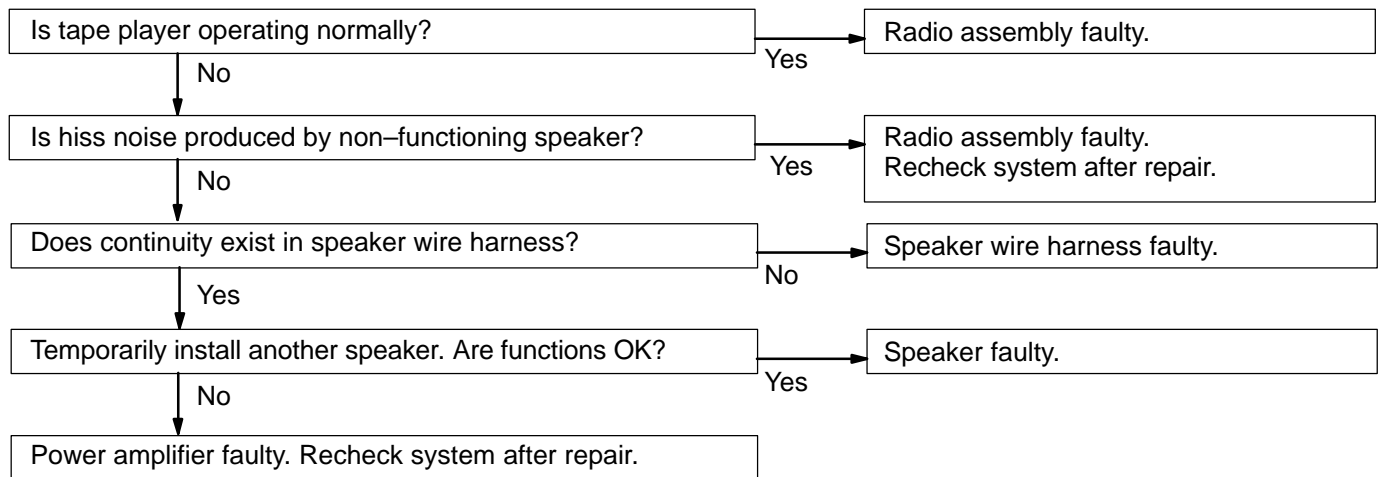 Is tape player operating normally?
Yes
Radio assembly faulty.
No
Is hiss noise produced by non–functioning speaker?
Yes
Radio assembly faulty.
Recheck system after repair.
No
Does continuity exist in speaker wire harness?
No
Speaker wire harness faulty.
Yes
Temporarily install another speaker. Are functions OK?
Yes
Speaker faulty.
No
Power amplifier faulty. Recheck system after repair.